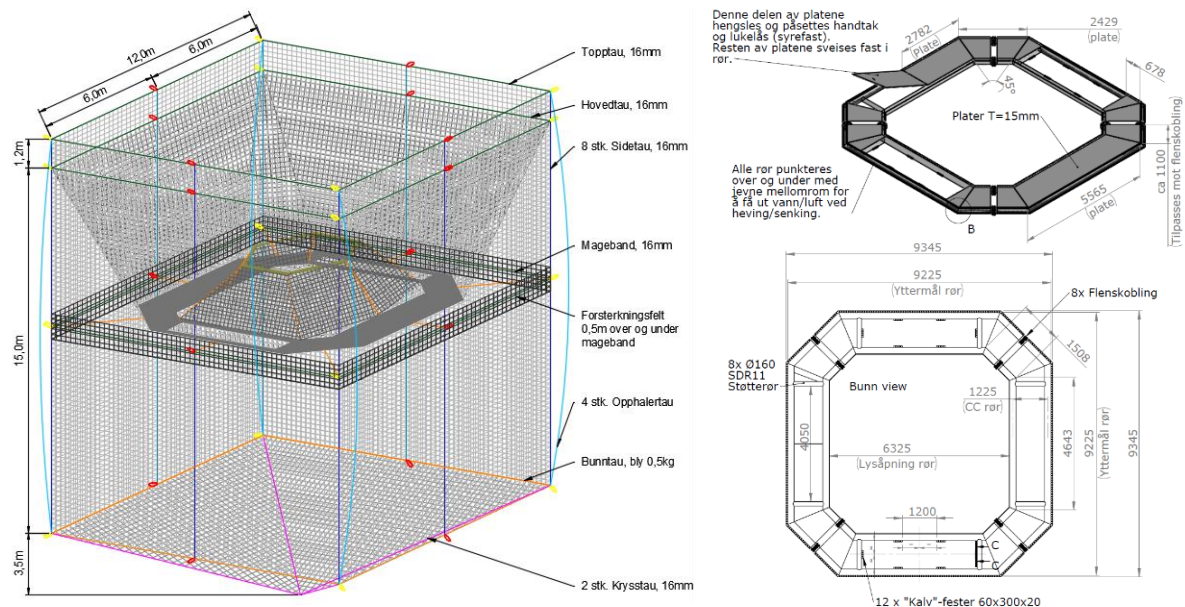 12,0m
6,0m
6,0m
1,2m
15,0m
3,5m
Topptau, 16mm
Hovedtau, 16mm
8 stk. Sidetau, 16mm
Mageband, 16mm
Forsterkningsfelt
0,5m over og under
mageband
4 stk. Opphalertau
Bunntau, bly 0,5kg
2 stk. Krysstau, 16mm
Denne delen av platene
hengsles og påsettes handtak
og lukelås (syrefast).
Resten av platene sveises fast i
rør.
2782
(Plate)
2429
(plate)
678
45°
Plater T=15mm
Alle rør punkteres
over og under med
jevne mellomrom for
å få ut vann/luft ved
heving/senking.
B
5565
(plate)
ca 1100
(Tilpasses mot flenskobling)
9345
9225
(Yttermål rør)
8x Flenskobling
1508
8x Ø160
SDR11
Støtterør
Bunn view
1225
(CC rør)
4050
6325
(Lysåpning rør)
4643
9225
(Yttermål rør)
9345
1200
C
C
12 x "Kalv"-fester 60x300x20